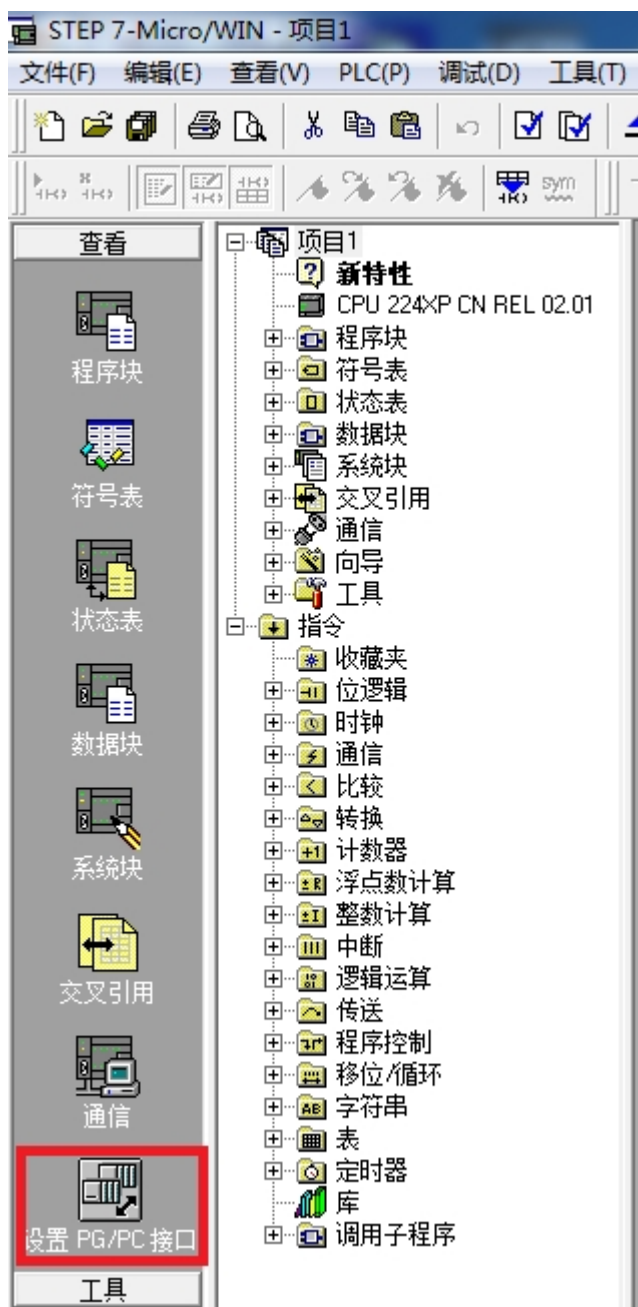 STEP 7-Micro/WIN - 项目1
文件(F) 编辑(E) 查看(V) PLC(P) 调试(D) 工具(T)
sym
查看
程序块
符号表
状态表
数据块
系统块
交叉引用
通信
设置 PG/PC 接口
工具
项目1
新特性
CPU 224XP CN REL 02.01
程序块
符号表
状态表
数据块
系统块
交叉引用
通信
向导
工具
指令
收藏夹
位逻辑
时钟
通信
比较
转换
计数器
浮点数计算
整数计算
中断
逻辑运算
传送
程序控制
移位/循环
字符串
表
定时器
库
调用子程序